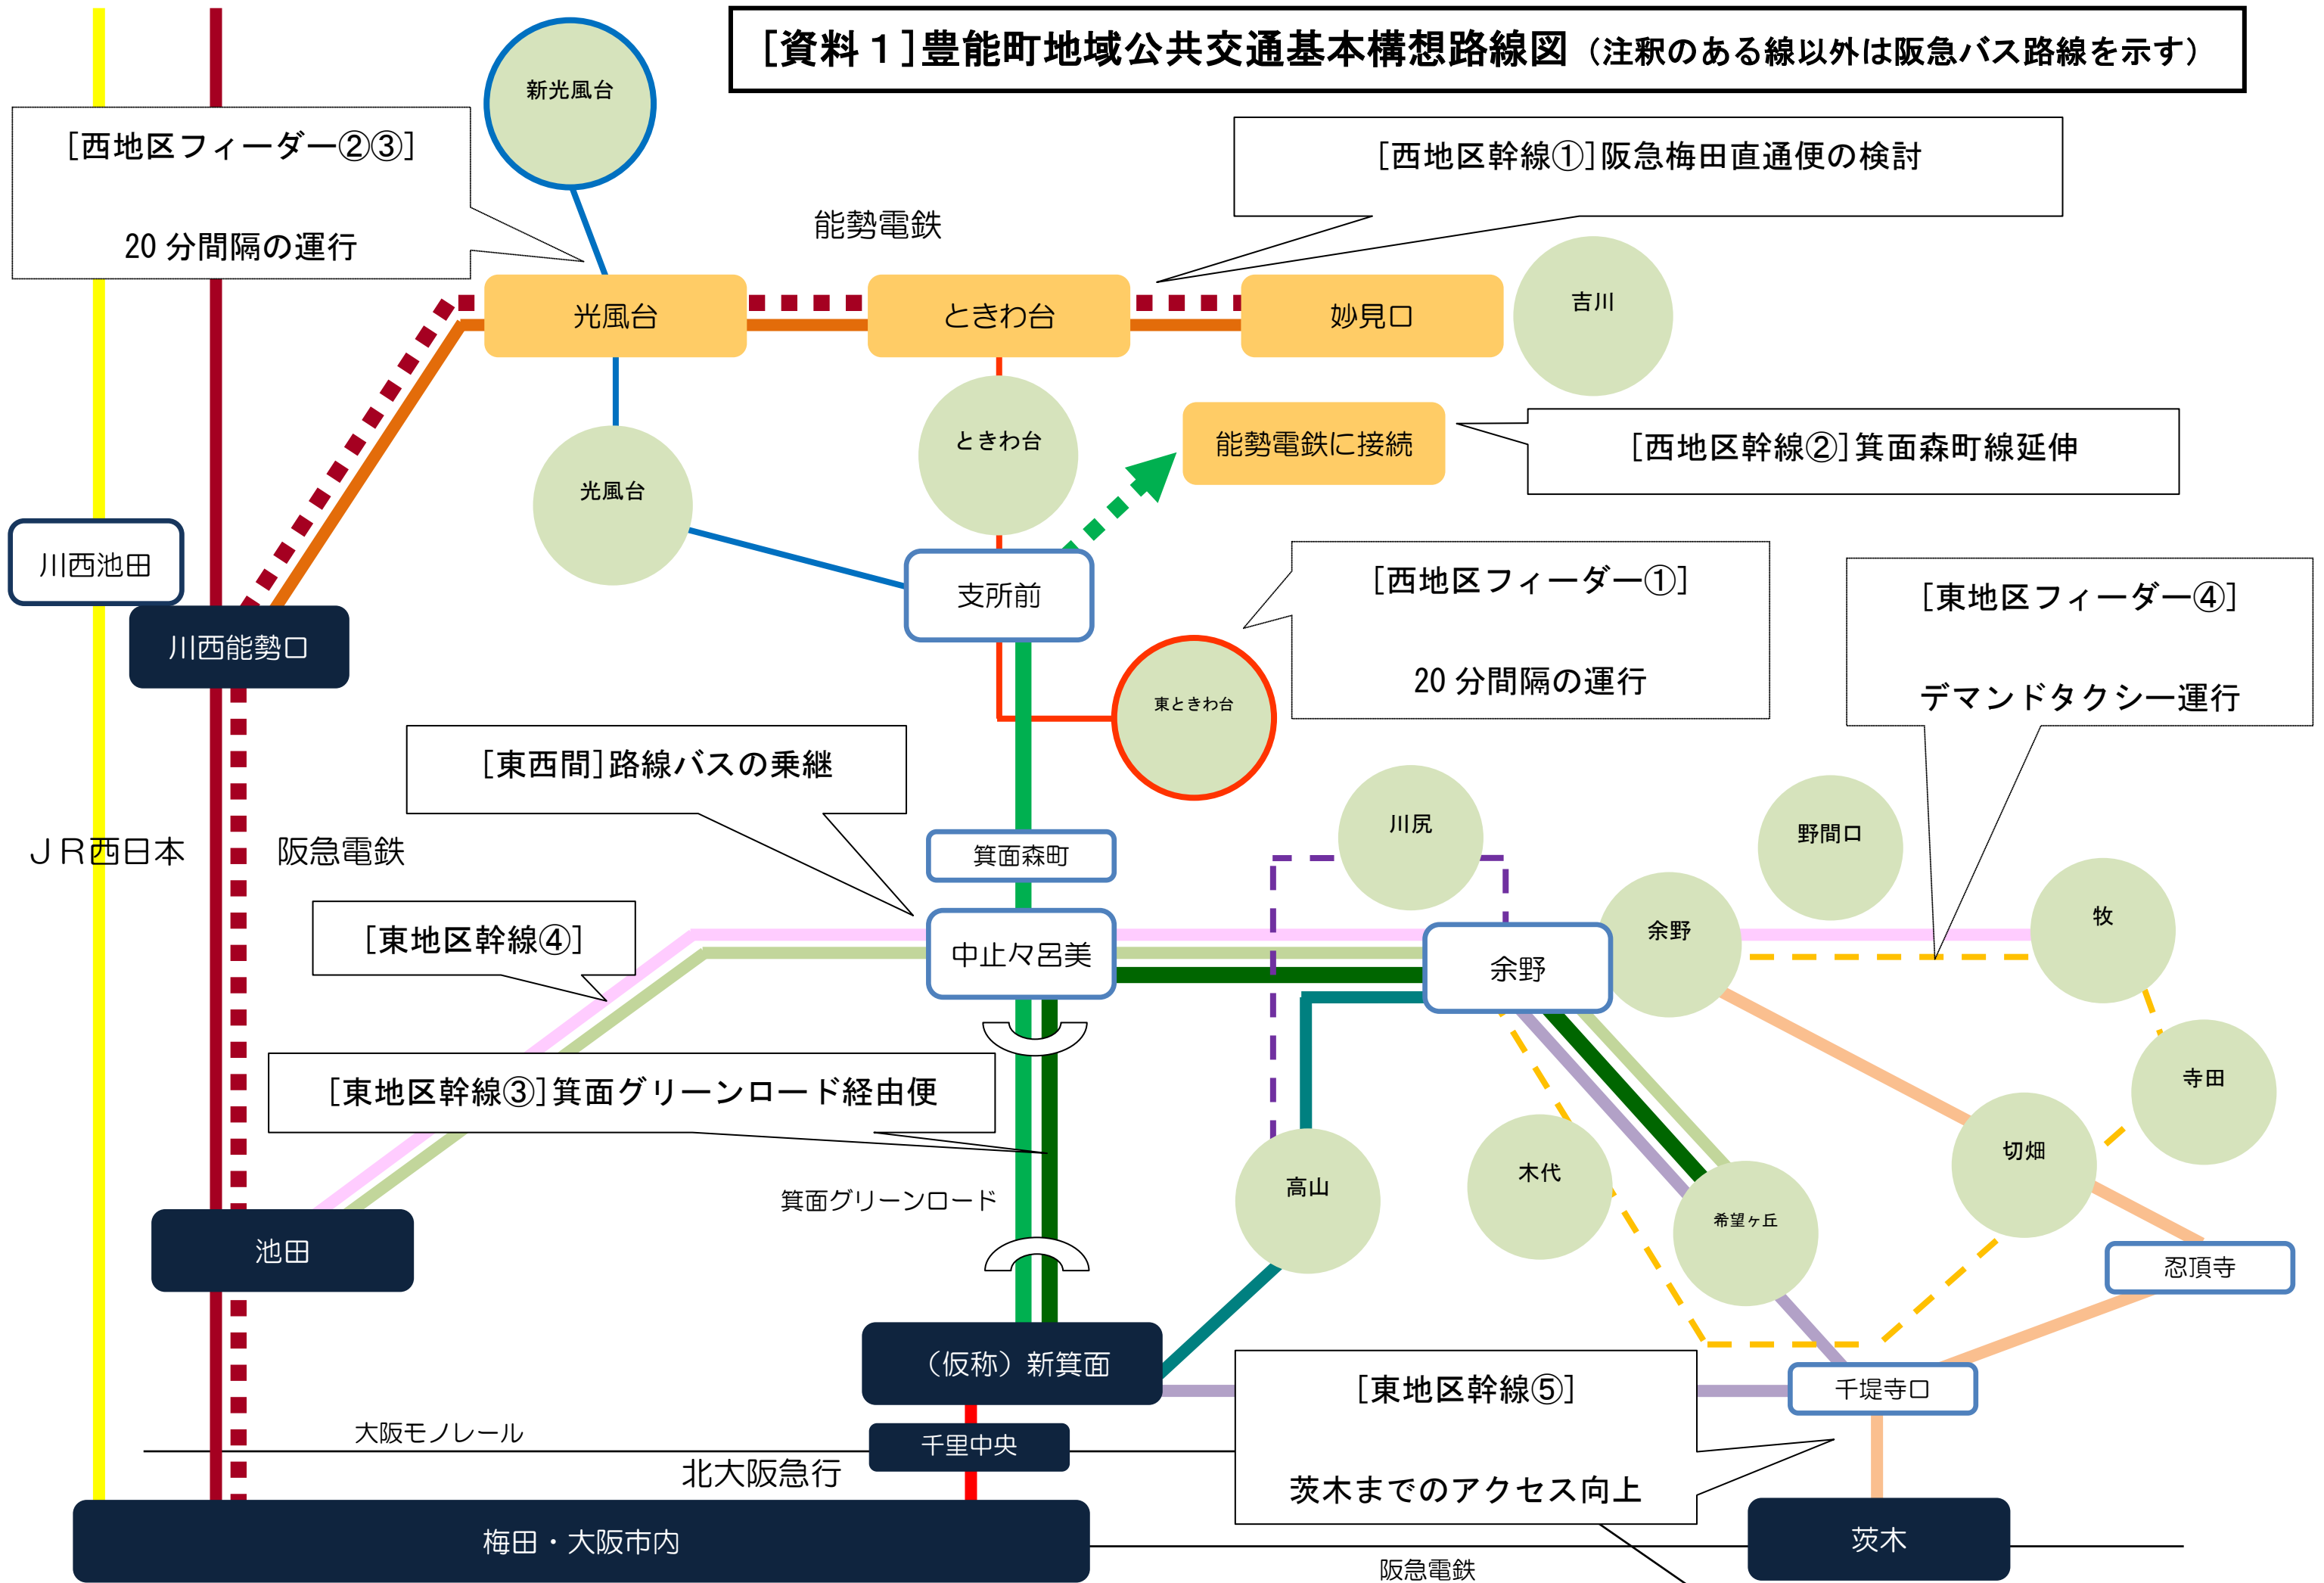 [資料１]豊能町地域公共交通基本構想路線図（注釈のある線以外は阪急バス路線を示す）
新光風台
[西地区フィーダー②③]
20 分間隔の運行
[西地区幹線①]阪急梅田直通便の検討
能勢電鉄
光風台
ときわ台
妙見口
吉川
ときわ台
能勢電鉄に接続
[西地区幹線②]箕面森町線延伸
光風台
川西池田
川西能勢口
支所前
[西地区フィーダー①]
20 分間隔の運行
[東地区フィーダー④]
デマンドタクシー運行
東ときわ台
[東西間]路線バスの乗継
川尻
野間口
ＪＲ西日本
阪急電鉄
箕面森町
[東地区幹線④]
中止々呂美
余野
余野
牧
[東地区幹線③]箕面グリーンロード経由便
寺田
切畑
木代
高山
希望ヶ丘
箕面グリーンロード
池田
忍頂寺
（仮称）新箕面
千堤寺口
[東地区幹線⑤]
茨木までのアクセス向上
大阪モノレール
千里中央
北大阪急行
梅田・大阪市内
茨木
阪急電鉄